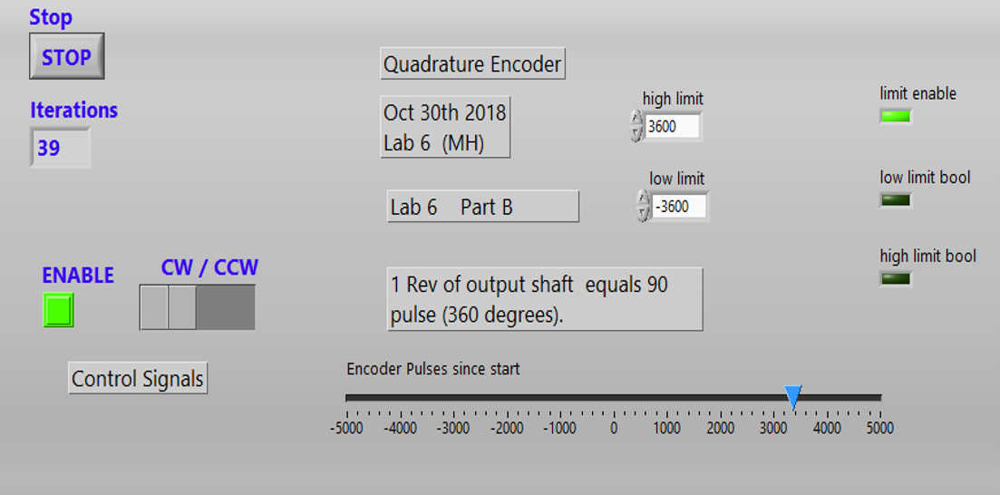 Stop
STOP
Iterations
39
Quadrature Encoder
Oct 30th 2018
Lab 6  (MH)
Lab 6    Part B
high limit
3600
low limit
-3600
limit enable
low limit bool
high limit bool
ENABLE
CW / CCW
Control Signals
1 Rev of output shaft  equals 90
pulse (360 degrees).
Encoder Pulses since start
-5000 -4000 -3000 -2000 -1000 0 1000 2000 3000 4000 5000